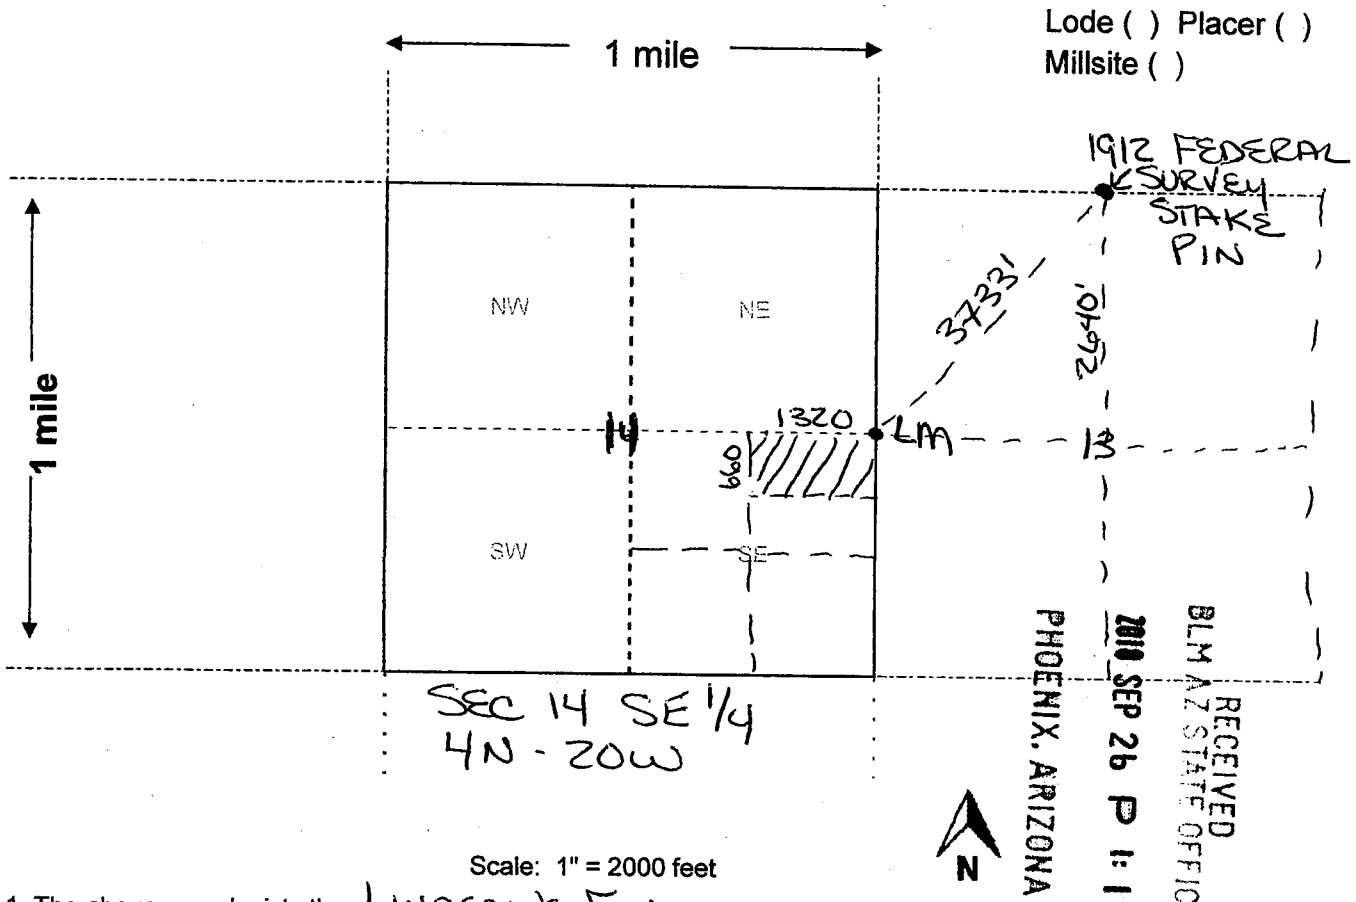 Lode ( ) Placer ( )
Millsite ( )
1 mile
1912 FEDERAL
SURVEY
STAKE
PIN
1 mile
NW
NE
3733'
2640'
14
1320
LM
13
660
SW
SE
SEC 14 SE 1/4
4N - 20W
RECEIVED
BLM AZ STATE OFFIC
SEP 26 P 1: 1
PHOENIX, ARIZONA
N
Scale: 1" = 2000 feet